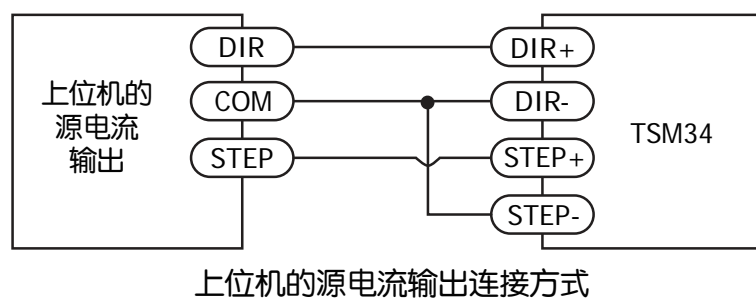 上位机的
源电流
输出
DIR
COM
STEP
DIR+
DIR-
STEP+
STEP-
TSM34
上位机的源电流输出连接方式